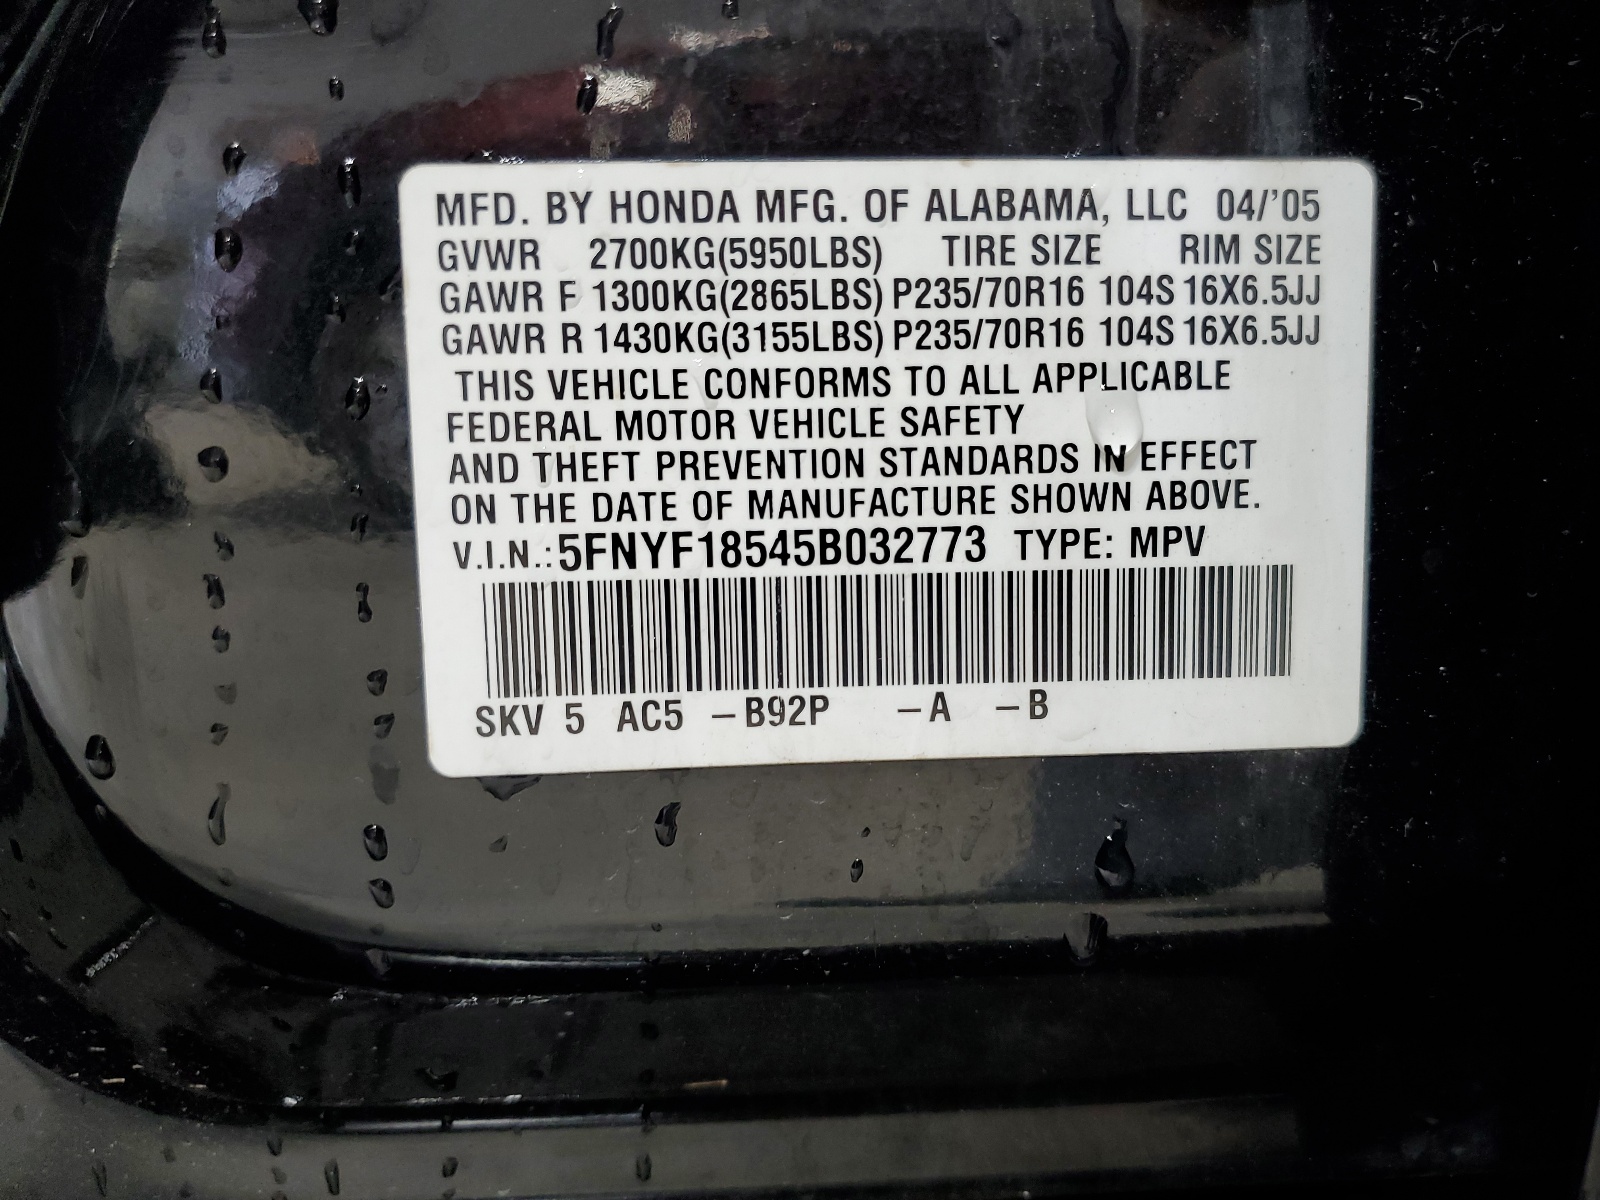 MFD. BY HONDA MFG. OF ALABAMA, LLC 04/'05
GVWR 2700KG(5950LBS) TIRE SIZE RIM SIZE
GAWR F 1300KG(2865LBS) P235/70R16 104S 16X6.5JJ
GAWR R 1430KG(3155LBS) P235/70R16 104S 16X6.5JJ
THIS VEHICLE CONFORMS TO ALL APPLICABLE
FEDERAL MOTOR VEHICLE SAFETY
AND THEFT PREVENTION STANDARDS IN EFFECT
ON THE DATE OF MANUFACTURE SHOWN ABOVE.
V.I.N.: 5FNYF18545B032773 TYPE: MPV
SKV 5 AC5 – B92P – A – B